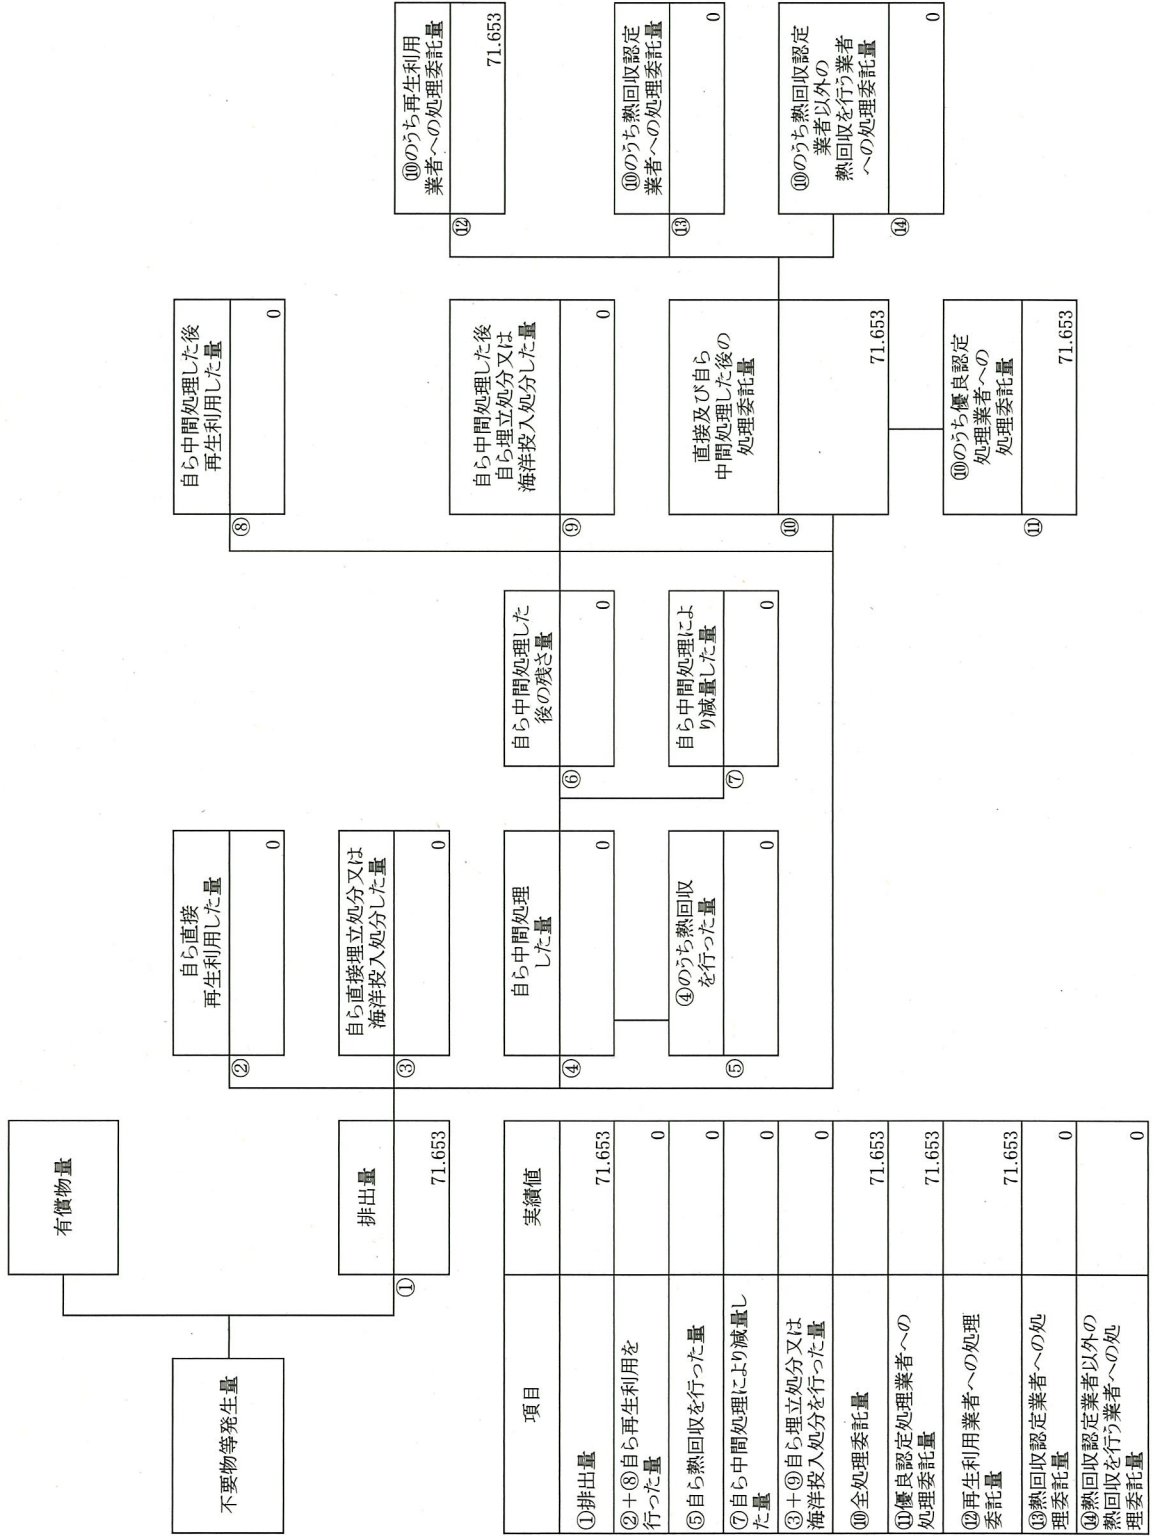 不要物等発生量
有償物量
排出量
①
71.653
自ら直接
再生利用した量
②
0
自ら直接埋立処分又は
海洋投入処分した量
③
0
自ら中間処理
した量
④
0
④のうち熱回収
を行った量
⑤
0
自ら中間処理した
後の残さ量
⑥
0
自ら中間処理によ
り減量した量
⑦
0
自ら中間処理した後
再生利用した量
⑧
0
自ら中間処理した後
自ら埋立処分又は
海洋投入処分した量
⑨
0
直接及び自ら
中間処理した後の
処理委託量
⑩
71.653
⑩のうち優良認定
処理業者への
処理委託量
⑪
71.653
⑩のうち再生利用
業者への処理委託量
⑫
71.653
⑩のうち熱回収認定
業者への処理委託量
⑬
0
⑩のうち熱回収認定
業者以外の
熱回収を行う業者
への処理委託量
⑭
0
項目 実績値
①排出量 71.653
②+⑧自ら再生利用を
行った量 0
⑤自ら熱回収を行った量 0
⑦自ら中間処理により減量し
た量 0
③+⑨自ら埋立処分又は
海洋投入処分を行った量 0
⑩全処理委託量 71.653
⑪優良認定処理業者への
処理委託量 71.653
⑫再生利用業者への処理
委託量 71.653
⑬熱回収認定業者への処
理委託量 0
⑭熱回収認定業者以外の
熱回収を行う業者への処
理委託量 0